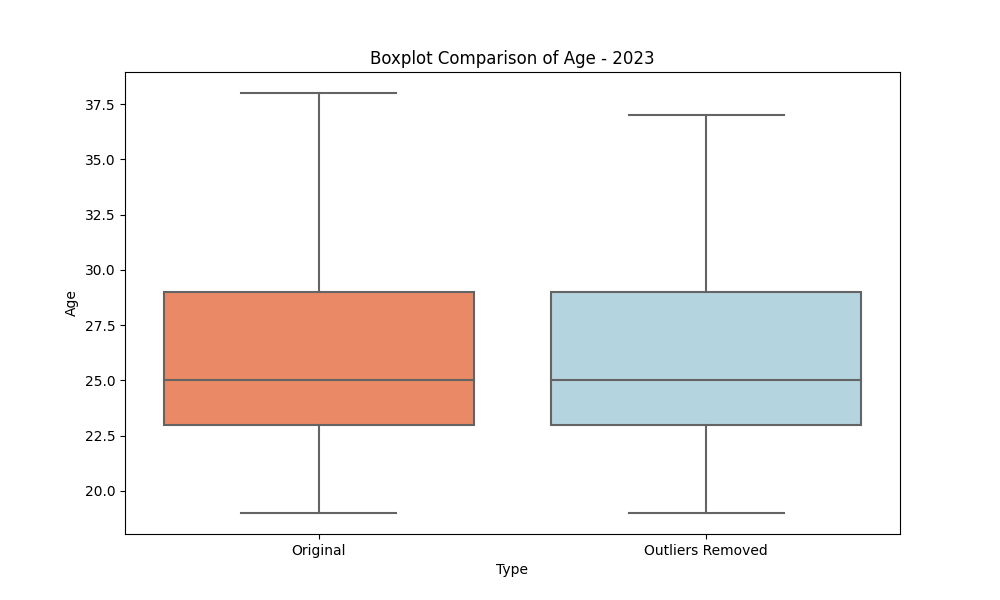 Boxplot Comparison of Age - 2023
37.5
35.0
32.5
30.0
27.5
25.0
22.5
20.0
Age
Original
Outliers Removed
Type